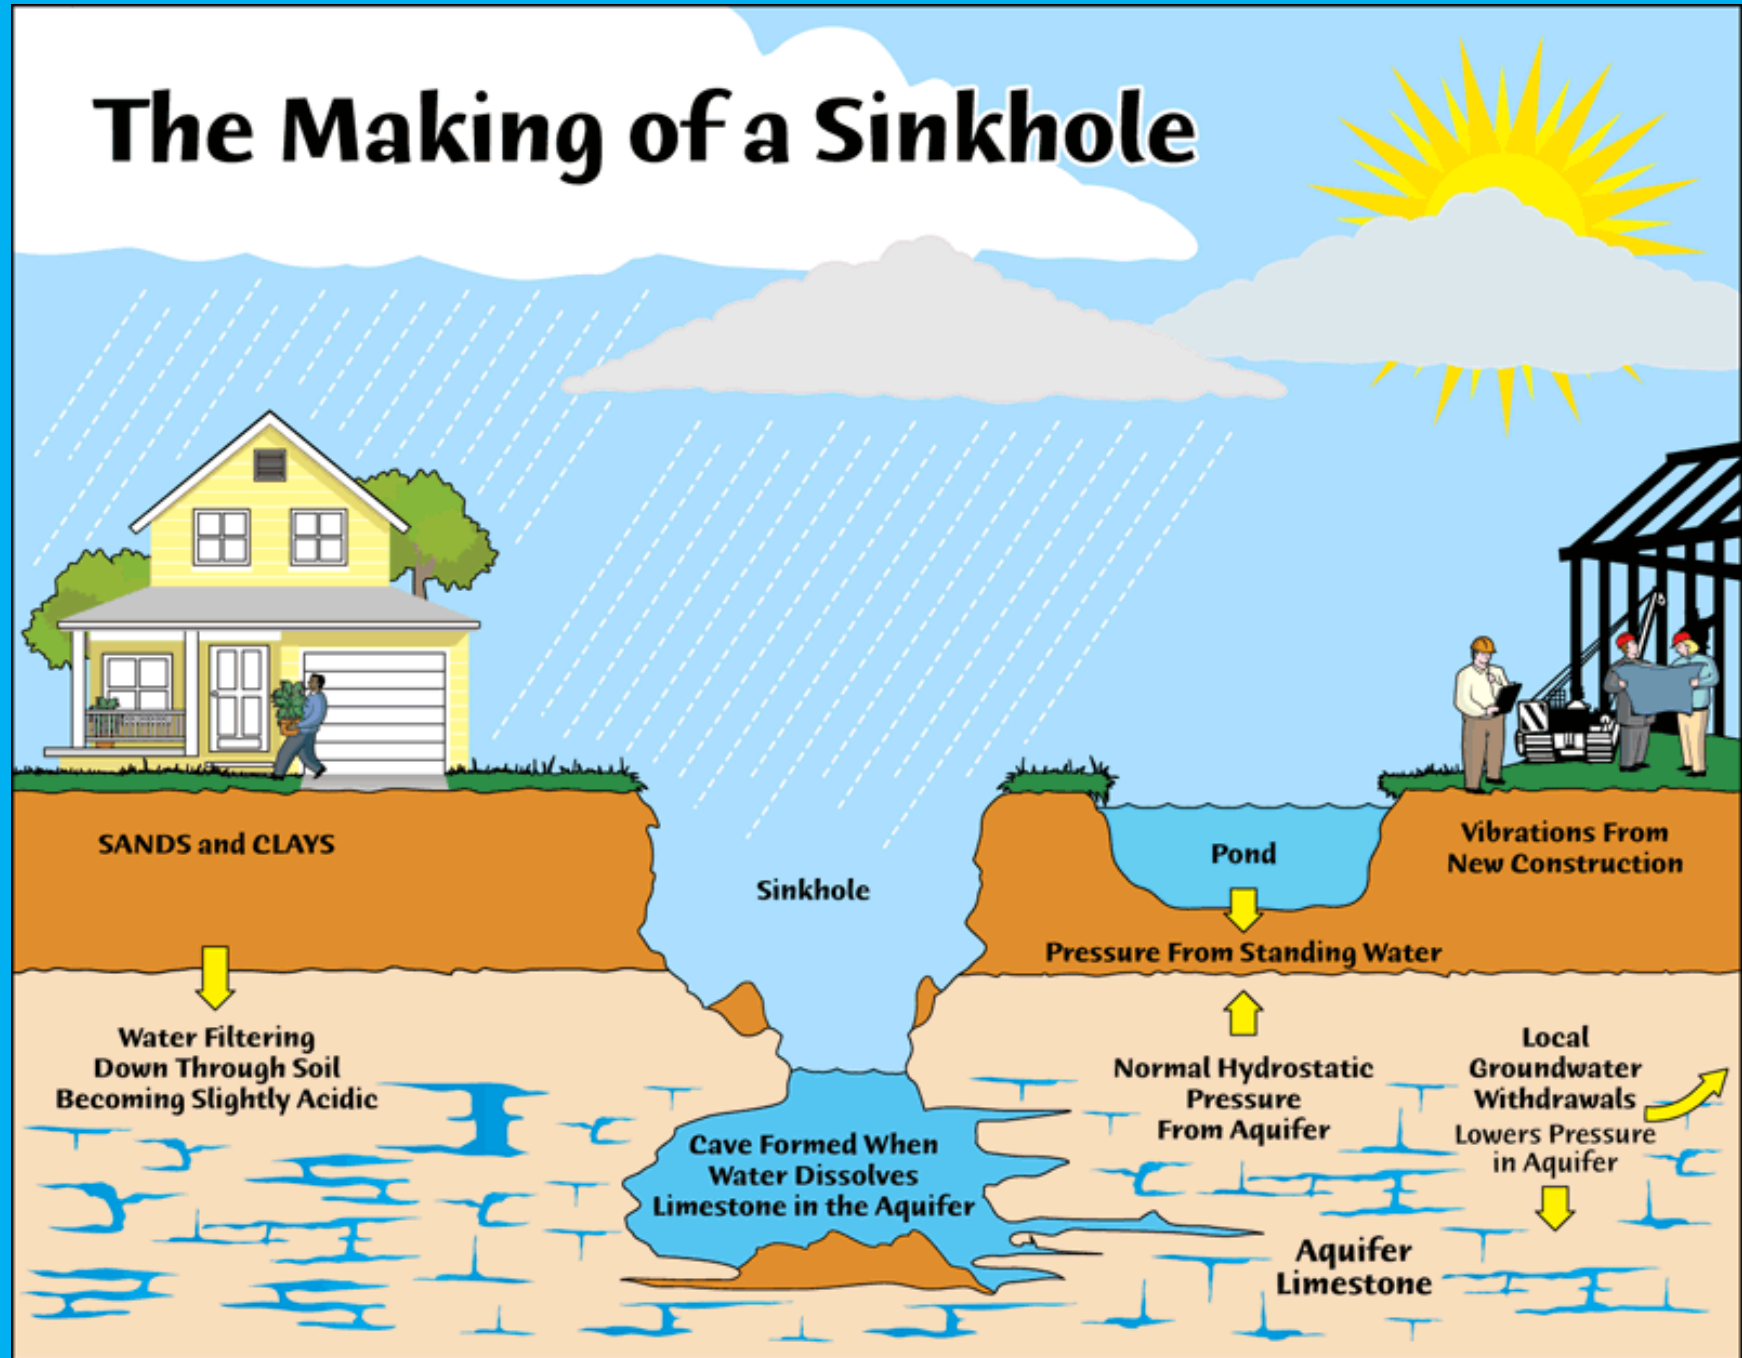 The Making of a Sinkhole
SANDS and CLAYS
Sinkhole
Pond
Vibrations From
New Construction
Pressure From Standing Water
Water Filtering
Down Through Soil
Becoming Slightly Acidic
Cave Formed When
Water Dissolves
Limestone in the Aquifer
Normal Hydrostatic
Pressure
From Aquifer
Local
Groundwater
Withdrawals
Lowers Pressure
in Aquifer
Aquifer
Limestone